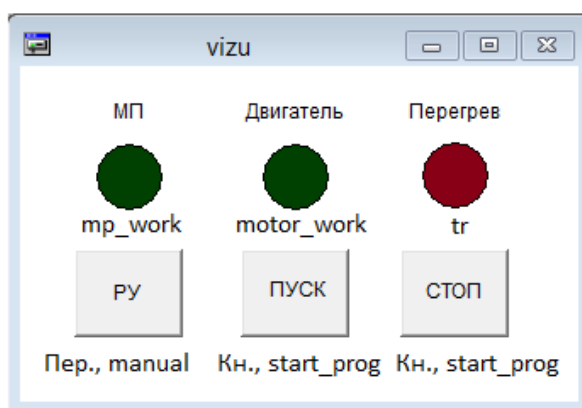 vizu
МП Двигатель Перегрев
mp_work motor_work tr
РУ ПУСК СТОП
Пер., manual Кн., start_prog Кн., start_prog